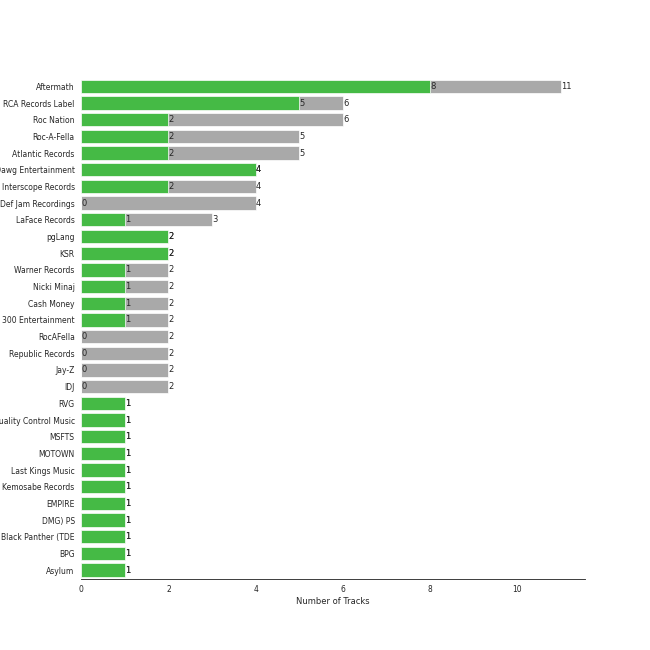 Aftermath 8 11
RCA Records Label 5 6
Roc Nation 2 6
Roc-A-Fella 2 5
Atlantic Records 2 5
Entertainment 4
Interscope Records 2 4
Def Jam Recordings 0 4
LaFace Records 1 3
pgLang 2
KSR 2
Warner Records 1 2
Nicki Minaj 1 2
Cash Money 1 2
300 Entertainment 1 2
RocAFella 0 2
Republic Records 0 2
Jay-Z 0 2
IDJ 0 2
RVG 1
uality Control Music 1
MSFTS 1
MOTOWN 1
Last Kings Music 1
Kemosabe Records 1
EMPIRE 1
DMG) PS 1
Black Panther (TDE 1
BPG 1
Asylum 1
0 2 4 6 8 10
Number of Tracks